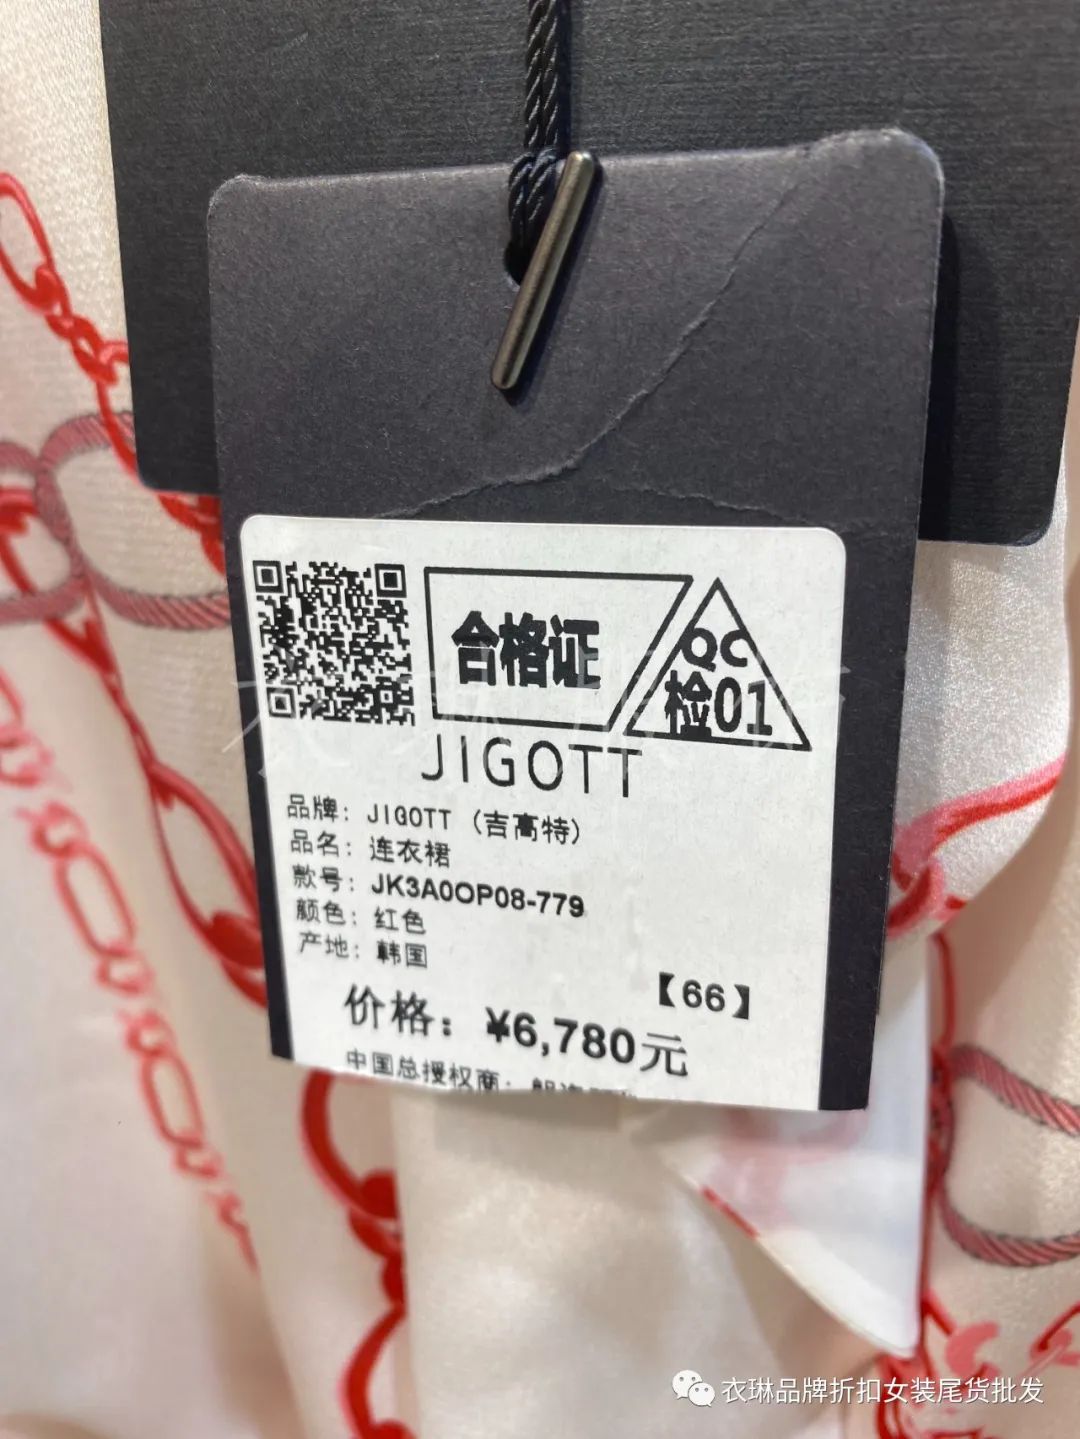 合格证
QC
检01
JIGOTT
品牌：JIGOTT（吉高特）
品名：连衣裙
款号：JK3A0OP08-779
颜色：红色
产地：韩国
【66】
价格：¥6,780元
中国总授权商：
衣琳品牌折扣女装尾货批发